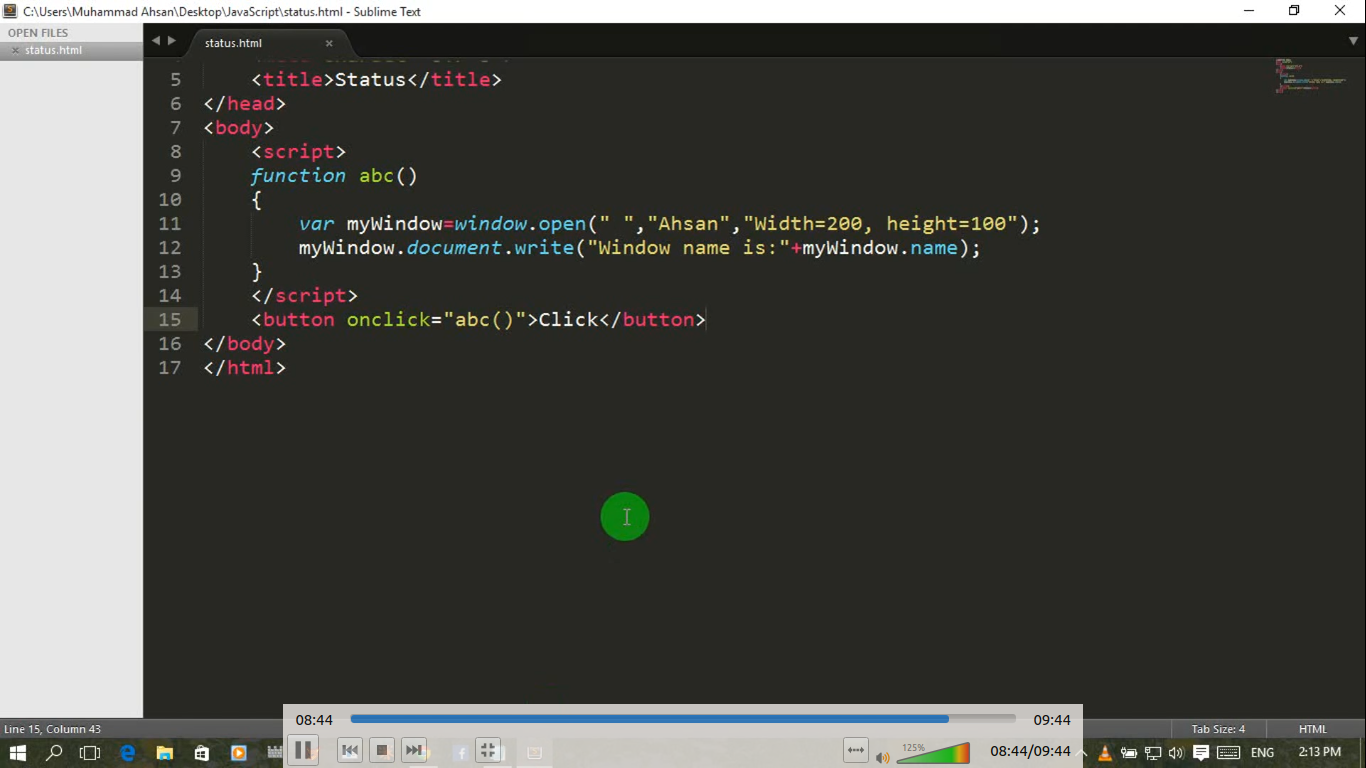 C:\Users\Muhammad Ahsan\Desktop\JavaScript\status.html - Sublime Text
OPEN FILES
status.html
status.html
5 <title>Status</title>
6 </head>
7 <body>
8 <script>
9 function abc()
10 {
11 var myWindow=window.open(" ","Ahsan","Width=200, height=100");
12 myWindow.document.write("Window name is:"+myWindow.name);
13 }
14 </script>
15 <button onclick="abc()">Click</button>
16 </body>
17 </html>
08:44
09:44
Line 15, Column 43
Tab Size: 4
HTML
125%
08:44/09:44
ENG
2:13 PM